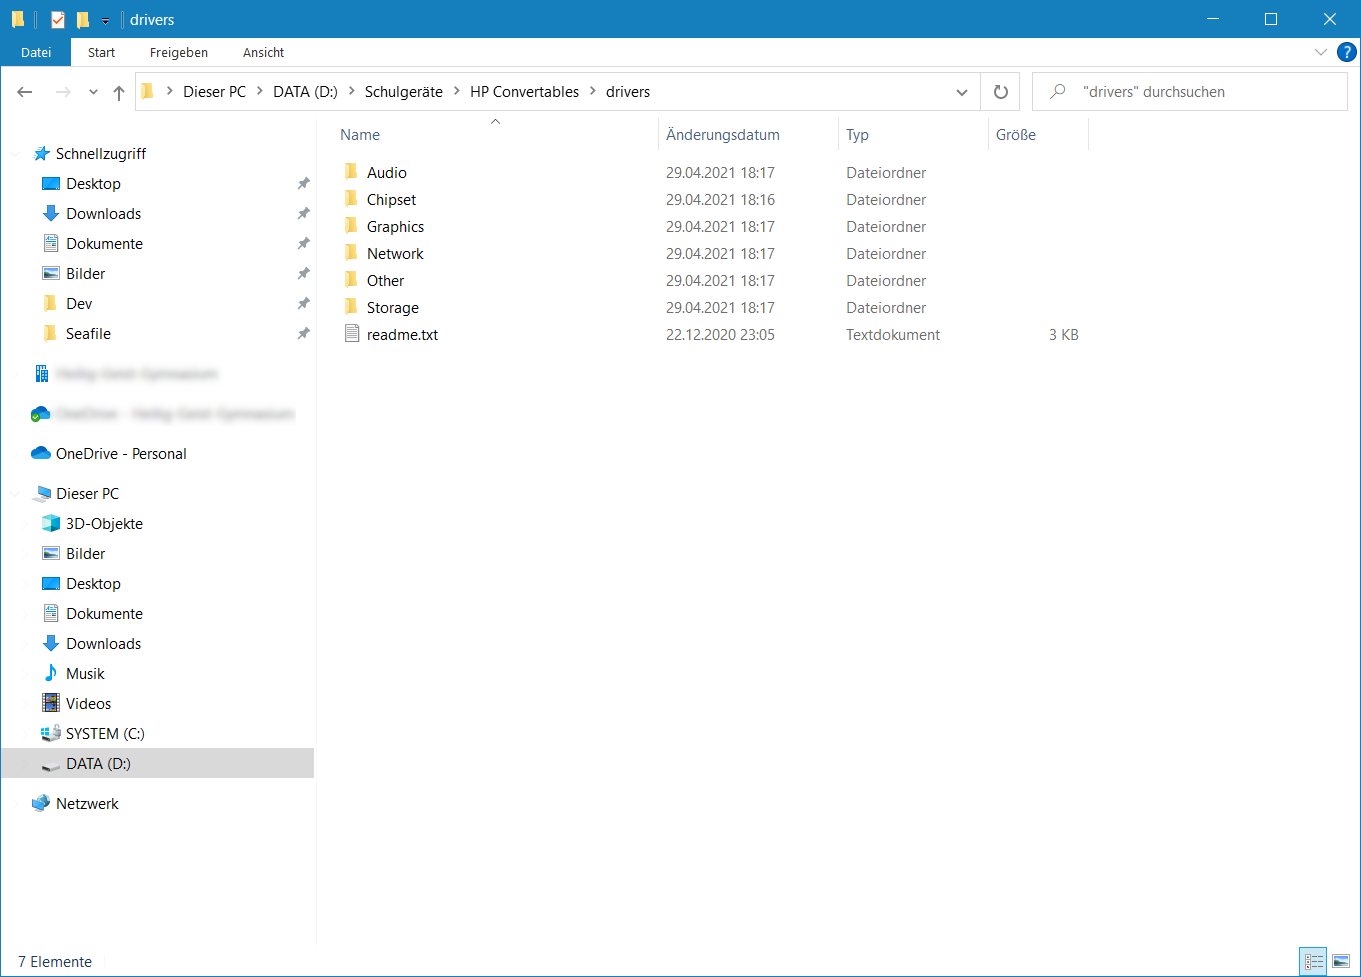 drivers
Datei Start Freigeben Ansicht ?
Dieser PC DATA (D:) Schulgeräte HP Convertables drivers "drivers" durchsuchen
Name Änderungsdatum Typ Größe
Audio 29.04.2021 18:17 Dateiordner
Chipset 29.04.2021 18:16 Dateiordner
Graphics 29.04.2021 18:17 Dateiordner
Network 29.04.2021 18:17 Dateiordner
Other 29.04.2021 18:17 Dateiordner
Storage 29.04.2021 18:17 Dateiordner
readme.txt 22.12.2020 23:05 Textdokument 3 KB
Schnellzugriff
Desktop
Downloads
Dokumente
Bilder
Dev
Seafile
OneDrive - Personal
Dieser PC
3D-Objekte
Bilder
Desktop
Dokumente
Downloads
Musik
Videos
SYSTEM (C:)
DATA (D:)
Netzwerk
7 Elemente